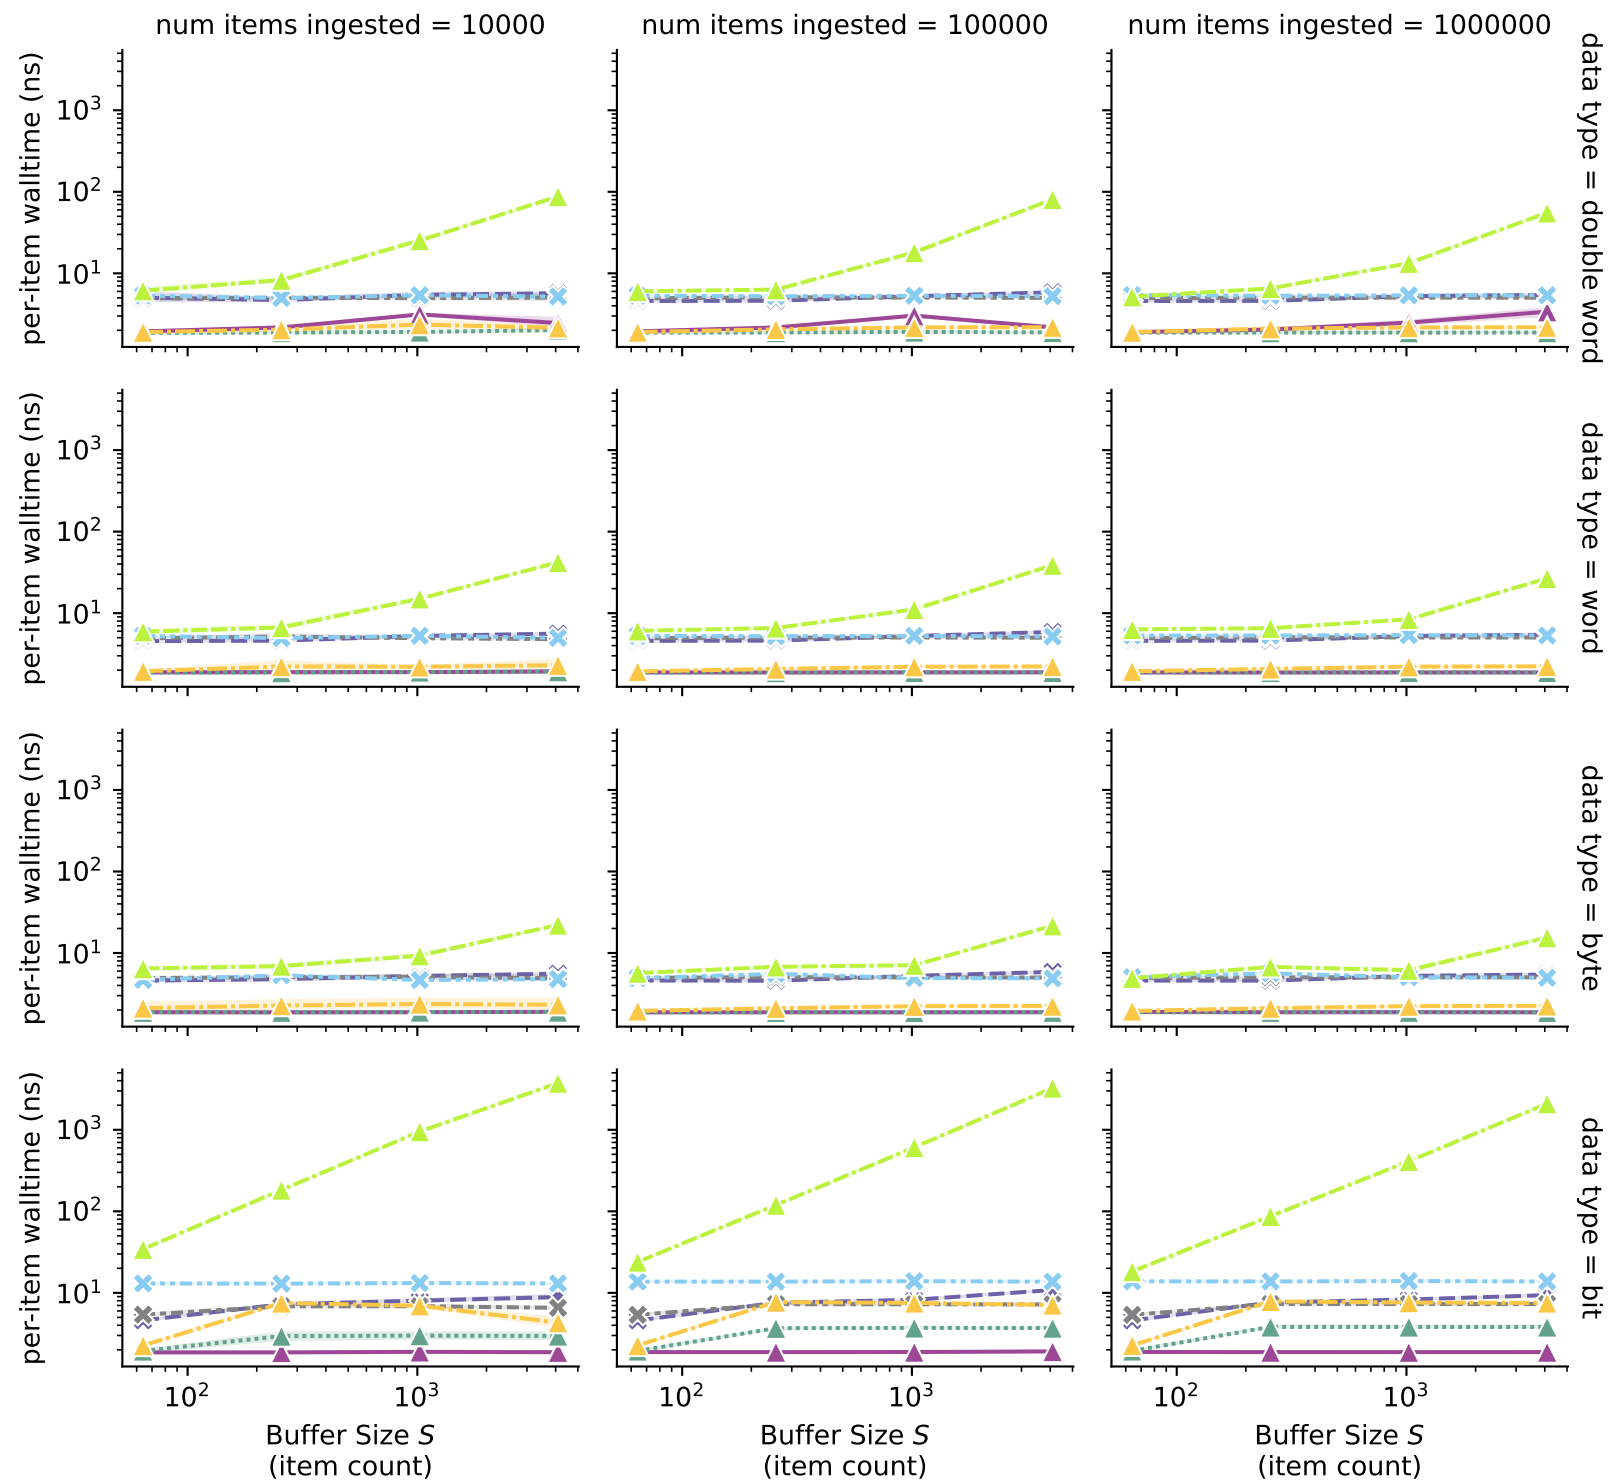 num items ingested = 10000
num items ingested = 100000
num items ingested = 1000000
per-item walltime (ns)
10³
10²
10¹
data type = double word
per-item walltime (ns)
10³
10²
10¹
data type = word
per-item walltime (ns)
10³
10²
10¹
data type = byte
per-item walltime (ns)
10³
10²
10¹
data type = bit
10² 10³
10² 10³
10² 10³
Buffer Size S
(item count)
Buffer Size S
(item count)
Buffer Size S
(item count)